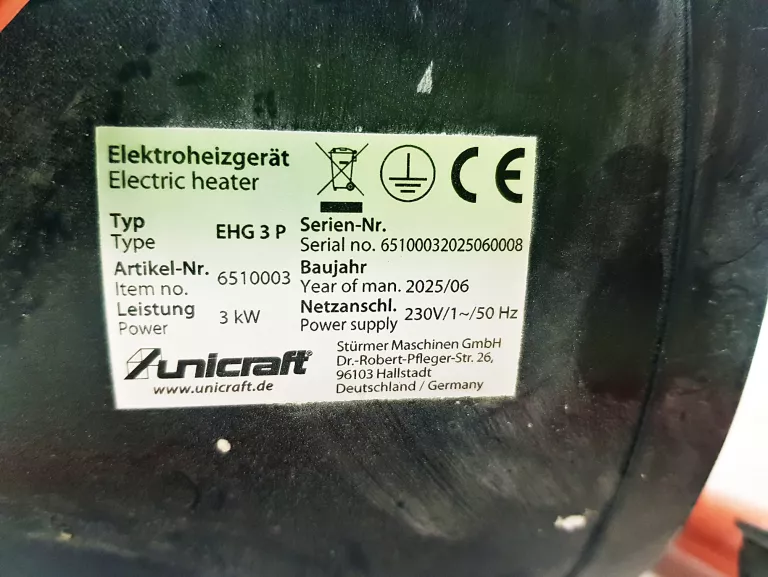 Elektroheizgerät
Electric heater
CE
Typ
Type
EHG 3 P
Serien-Nr.
Serial no. 65100032025060008
Artikel-Nr.
Item no.
6510003
Baujahr
Year of man. 2025/06
Leistung
Power
3 kW
Netzanschl.
Power supply
230V/1~/50 Hz
unicraft®
www.unicraft.de
Stürmer Maschinen GmbH
Dr.-Robert-Pfleger-Str. 26,
96103 Hallstadt
Deutschland / Germany